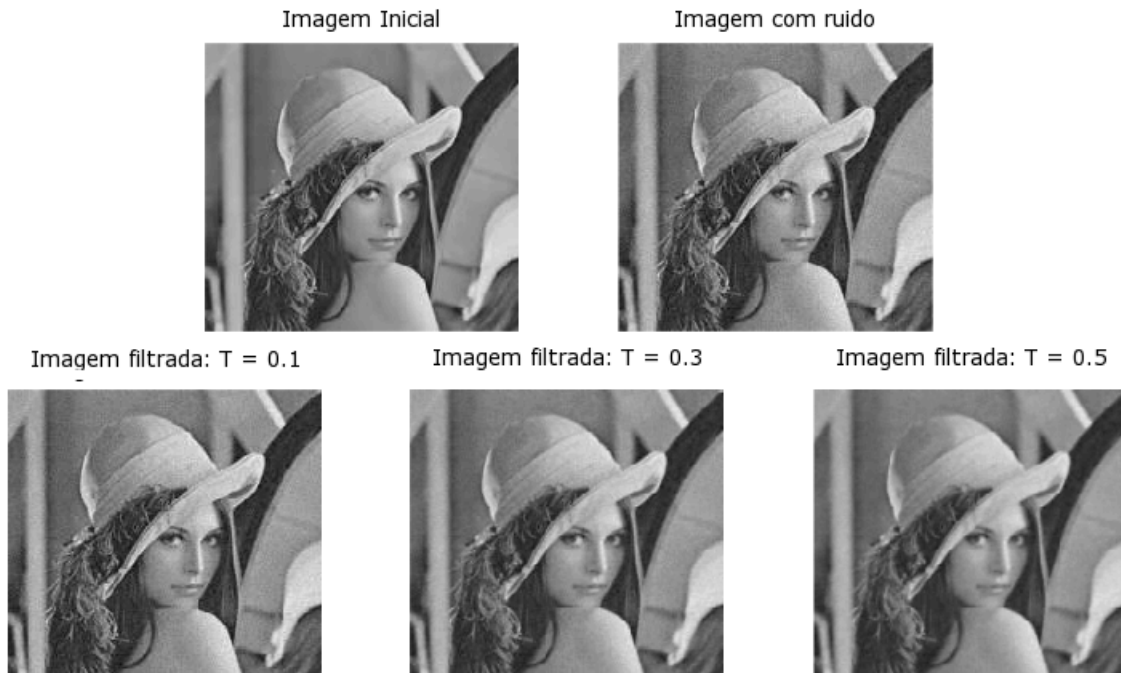 Imagem Inicial
Imagem com ruido
Imagem filtrada: T = 0.1
Imagem filtrada: T = 0.3
Imagem filtrada: T = 0.5